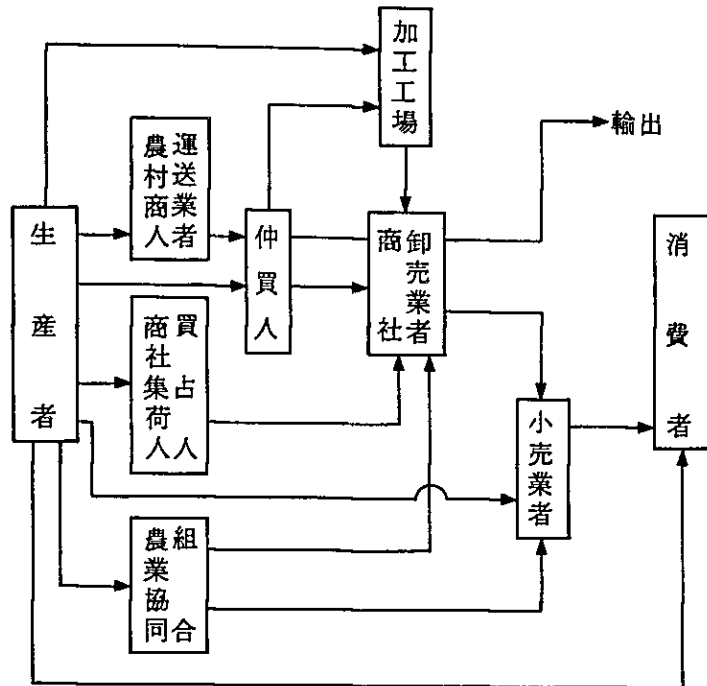 加工工場
輸出
農村商人
運送業者
生産者
仲買人
商社
卸売業者
消費者
商社集荷人
買占人
小売業者
農業協同
組合